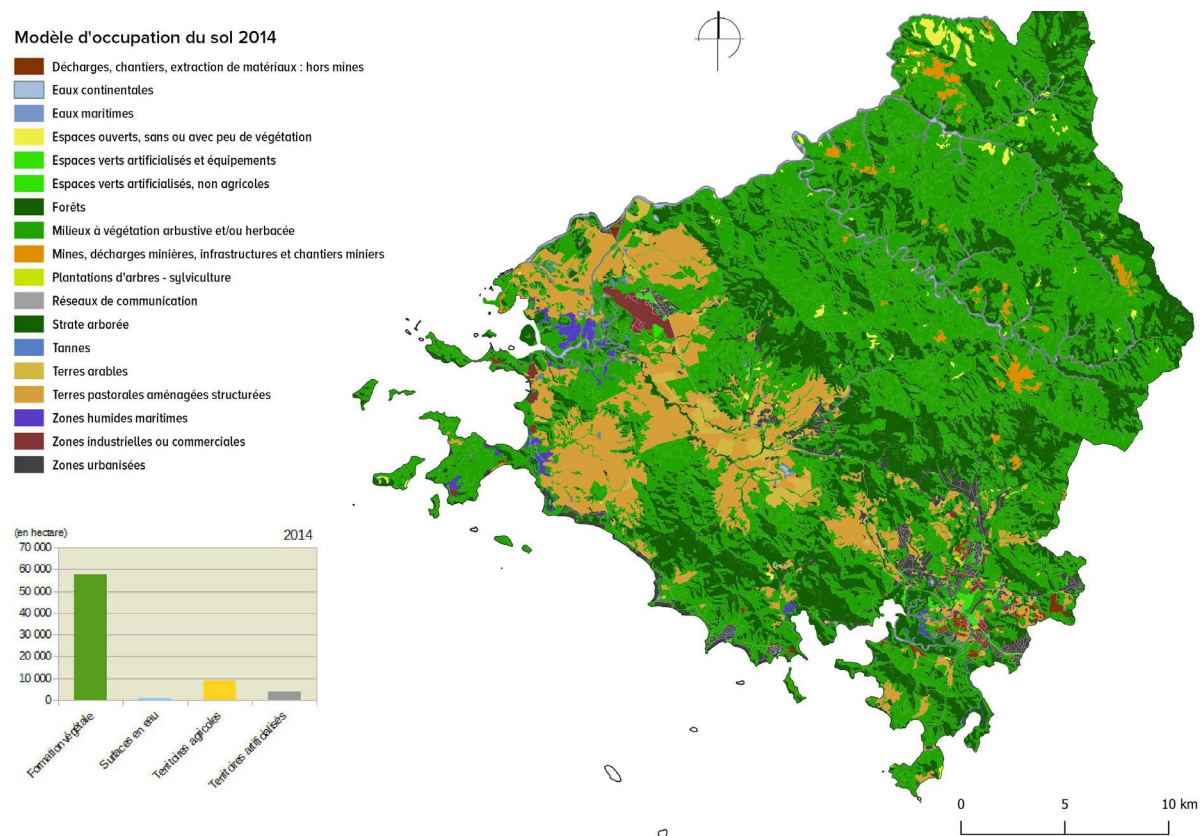 Modèle d'occupation du sol 2014
Décharges, chantiers, extraction de matériaux : hors mines
Eaux continentales
Eaux maritimes
Espaces ouverts, sans ou avec peu de végétation
Espaces verts artificialisés et équipements
Espaces verts artificialisés, non agricoles
Forêts
Milieux à végétation arbustive et/ou herbacée
Mines, décharges minières, infrastructures et chantiers miniers
Plantations d'arbres - sylviculture
Réseaux de communication
Strate arborée
Tannes
Terres arables
Terres pastorales aménagées structurées
Zones humides maritimes
Zones industrielles ou commerciales
Zones urbanisées
(en hectare)
2014
70 000
60 000
50 000
40 000
30 000
20 000
10 000
0
Formation végétale
Surfaces en eau
Territoires agricoles
Territoires artificialisés
0 5 10 km